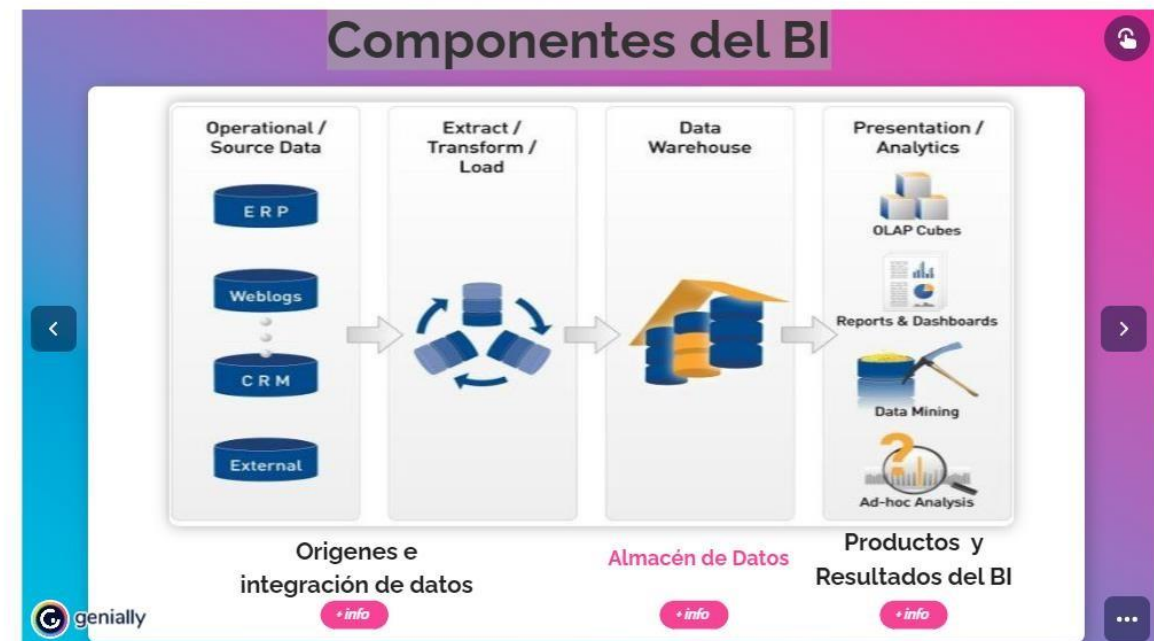 Componentes del BI
Operational /
Source Data
ERP
Weblogs
CRM
External
Extract /
Transform /
Load
Data
Warehouse
Presentation /
Analytics
OLAP Cubes
Reports & Dashboards
Data Mining
Ad-hoc Analysis
Origenes e
integración de datos
+ info
Almacén de Datos
+ info
Productos y
Resultados del BI
+ info
genially